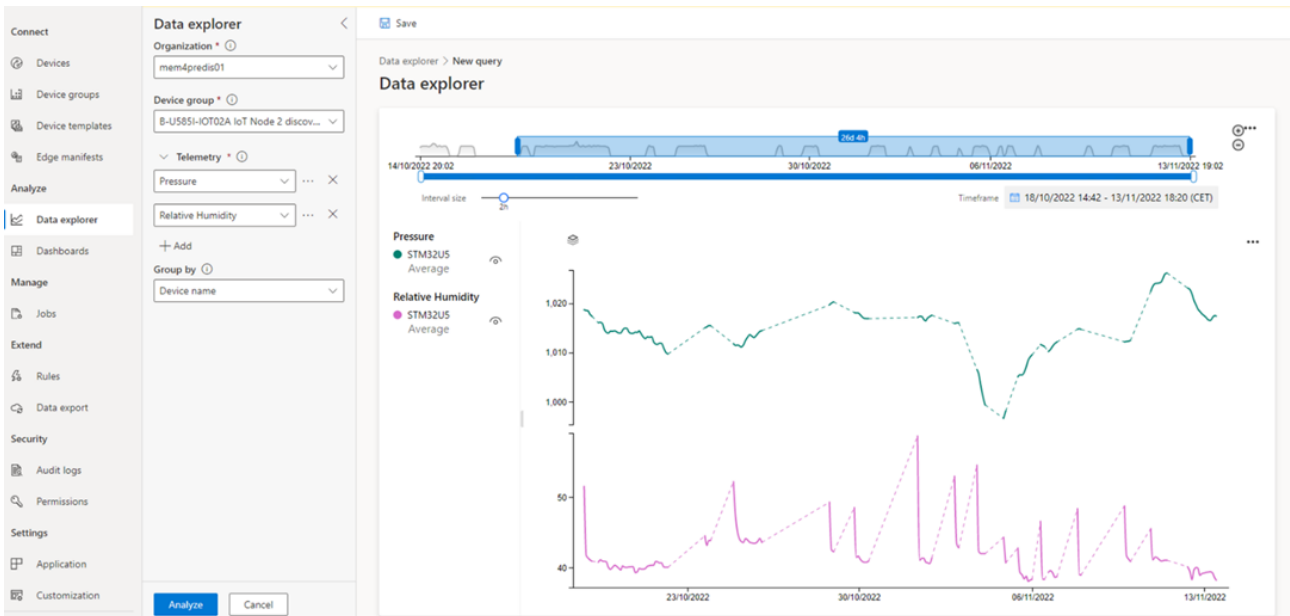 Connect
Devices
Device groups
Device templates
Edge manifests
Analyze
Data explorer
Dashboards
Manage
Jobs
Extend
Rules
Data export
Security
Audit logs
Permissions
Settings
Application
Customization
Data explorer
Organization *
mem4predis01
Device group *
B-U585I-IOT02A IoT Node 2 discov...
Telemetry *
Pressure
Relative Humidity
Add
Group by
Device name
Analyze Cancel
Save
Data explorer > New query
Data explorer
26d 4h
14/10/2022 20:02 23/10/2022 30/10/2022 06/11/2022 13/11/2022 19:02
Interval size
2h
Timeframe 18/10/2022 14:42 - 13/11/2022 18:20 (CET)
Pressure
STM32U5
Average
Relative Humidity
STM32U5
Average
1,020
1,010
1,000
50
40
23/10/2022 30/10/2022 06/11/2022 13/11/2022